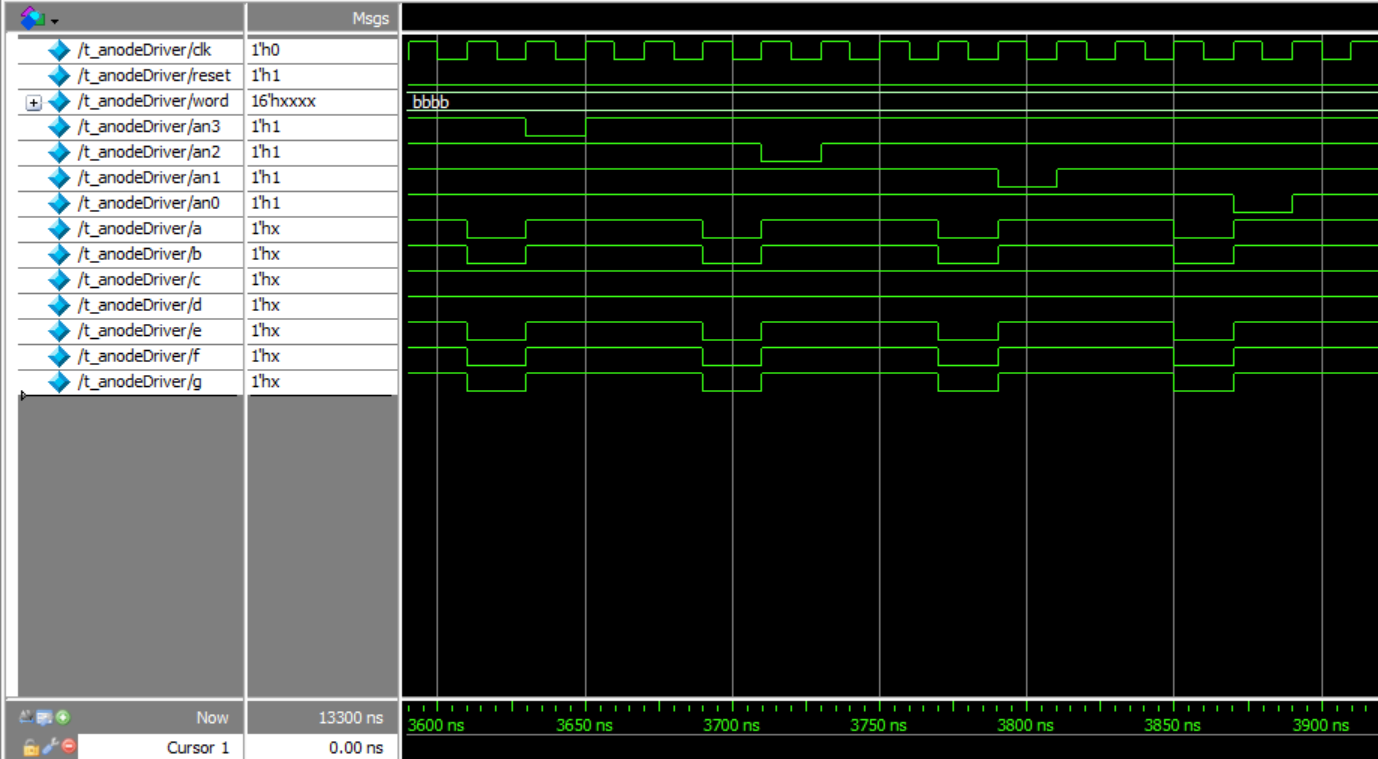 Msgs
/t_anodeDriver/clk 1'h0
/t_anodeDriver/reset 1'h1
/t_anodeDriver/word 16'hxxxx bbbb
/t_anodeDriver/an3 1'h1
/t_anodeDriver/an2 1'h1
/t_anodeDriver/an1 1'h1
/t_anodeDriver/an0 1'h1
/t_anodeDriver/a 1'hx
/t_anodeDriver/b 1'hx
/t_anodeDriver/c 1'hx
/t_anodeDriver/d 1'hx
/t_anodeDriver/e 1'hx
/t_anodeDriver/f 1'hx
/t_anodeDriver/g 1'hx
Now 13300 ns 3600 ns 3650 ns 3700 ns 3750 ns 3800 ns 3850 ns 3900 ns
Cursor 1 0.00 ns